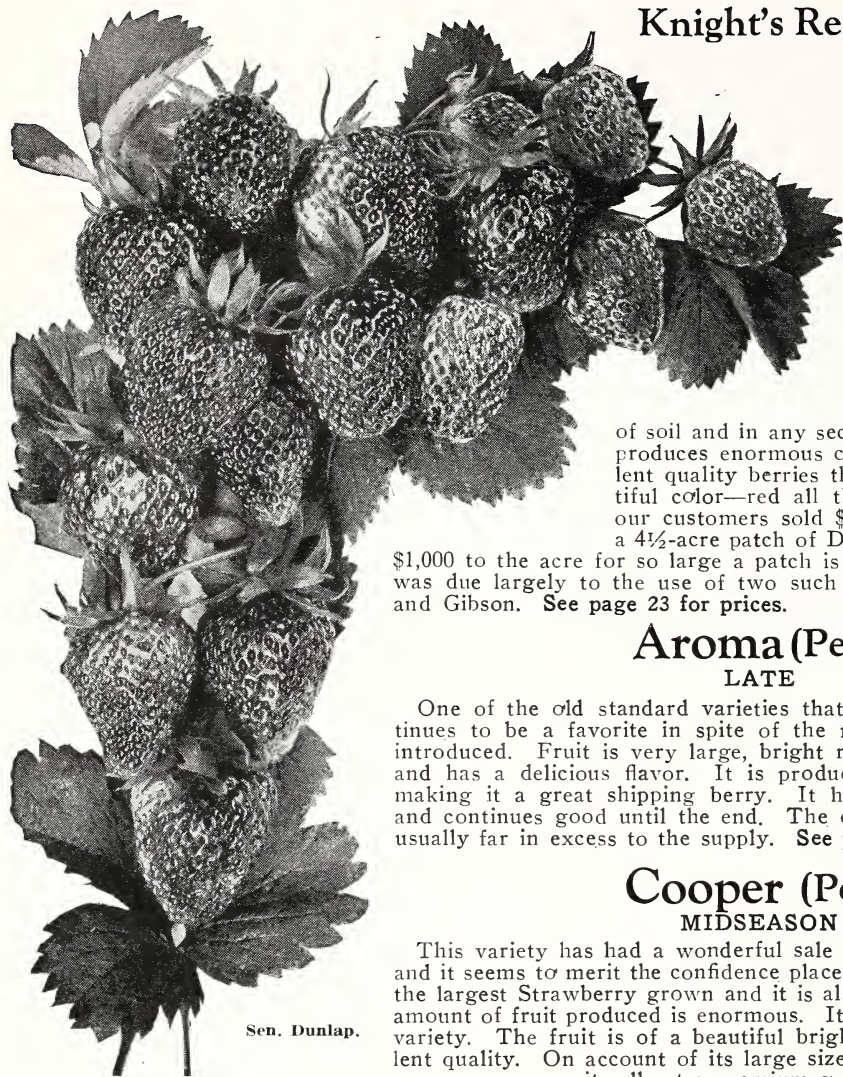 Knight's Re
of soil and in any sec
produces enormous c
lent quality berries th
tiful color—red all t
our customers sold $
a 4½-acre patch of D
$1,000 to the acre for so large a patch is
was due largely to the use of two such
and Gibson. See page 23 for prices.
Aroma (Pe
LATE
One of the old standard varieties that
tinues to be a favorite in spite of the
introduced. Fruit is very large, bright r
and has a delicious flavor. It is produ
making it a great shipping berry. It h
and continues good until the end. The
usually far in excess to the supply. See
Cooper (Pe
MIDSEASON
This variety has had a wonderful sale
and it seems to merit the confidence place
the largest Strawberry grown and it is al
amount of fruit produced is enormous. It
variety. The fruit is of a beautiful brigh
lent quality. On account of its large size
Sen. Dunlap.